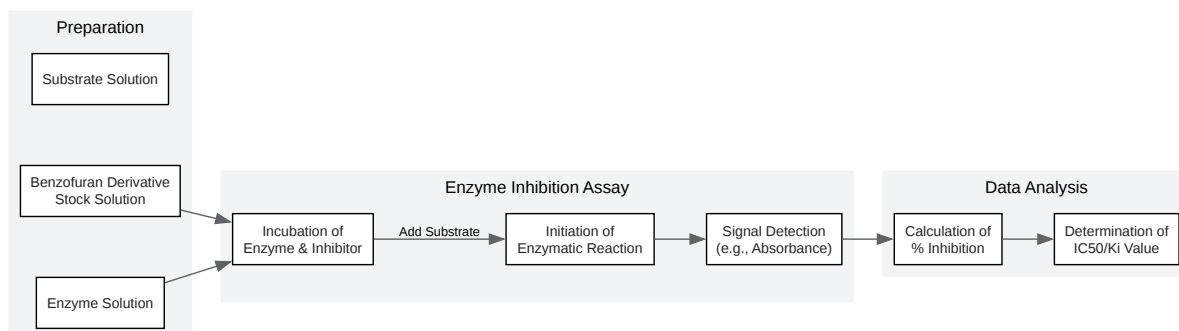 Preparation
Substrate Solution
Benzofuran Derivative
Stock Solution
Enzyme Solution
Enzyme Inhibition Assay
Incubation of
Enzyme & Inhibitor
Add Substrate
Initiation of
Enzymatic Reaction
Signal Detection
(e.g., Absorbance)
Data Analysis
Calculation of
% Inhibition
Determination of
IC50/Ki Value